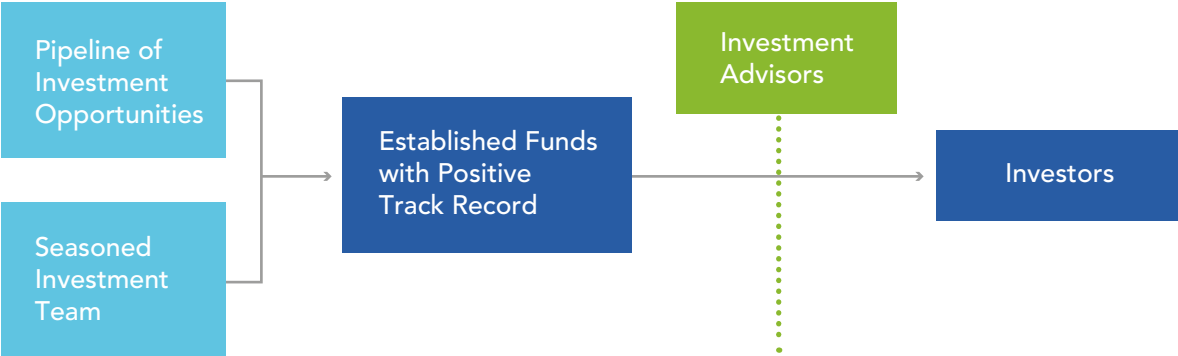 Pipeline of
Investment
Opportunities
Seasoned
Investment
Team
Established Funds
with Positive
Track Record
Investment
Advisors
Investors